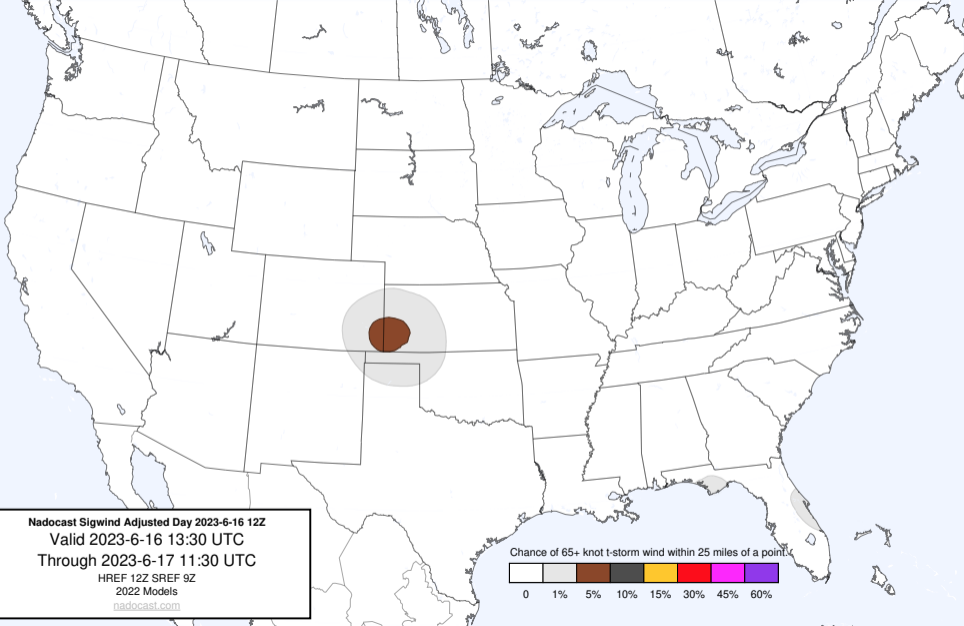 Nadocast Sigwind Adjusted Day 2023-6-16 12Z
Valid 2023-6-16 13:30 UTC
Through 2023-6-17 11:30 UTC
HREF 12Z SREF 9Z
2022 Models
nadocast.com
Chance of 65+ knot t-storm wind within 25 miles of a point.
0 1% 5% 10% 15% 30% 45% 60%